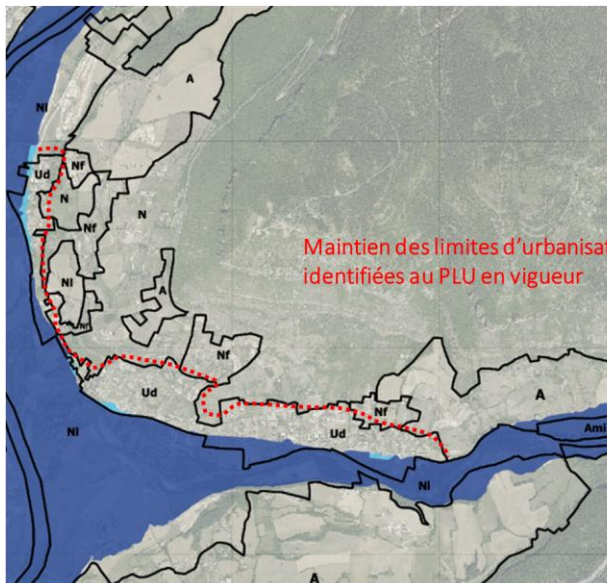 A
Nl
Ud
Nf
N
Nf
N
Maintien des limites d'urbanisat
identifiées au PLU en vigueur
Nl
A
Nf
Nf
Ud
Nf
A
Ud
Nl
Ami
Nl
A